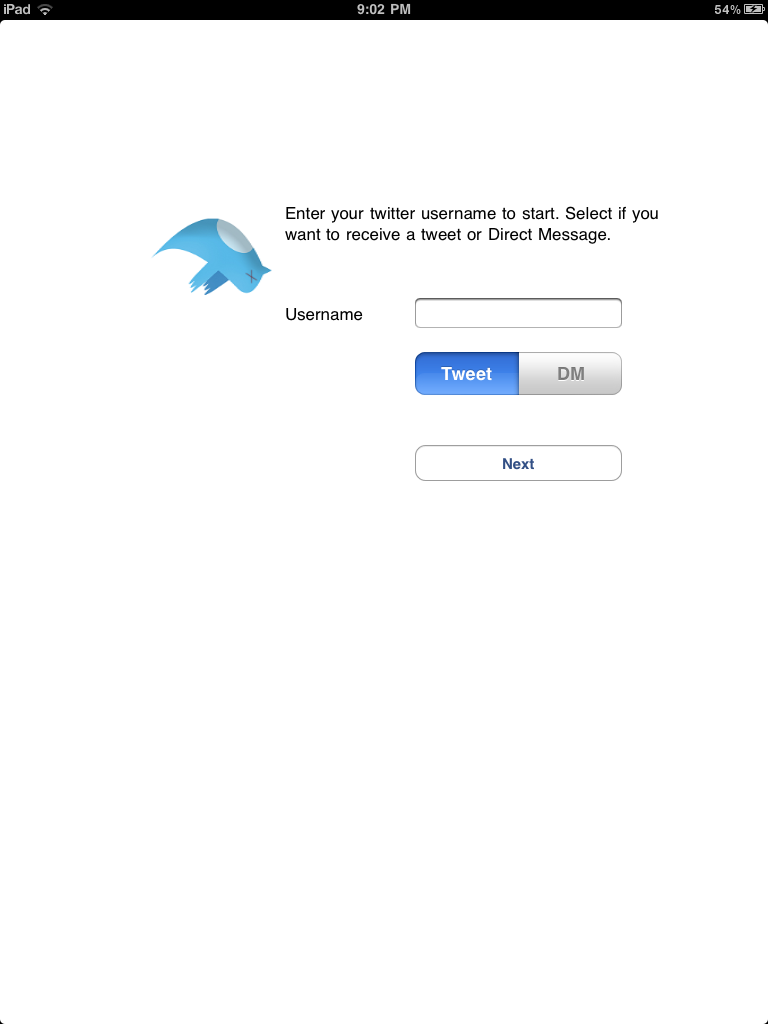 iPad 9:02 PM 54%
Enter your twitter username to start. Select if you
want to receive a tweet or Direct Message.
Username
Tweet DM
Next